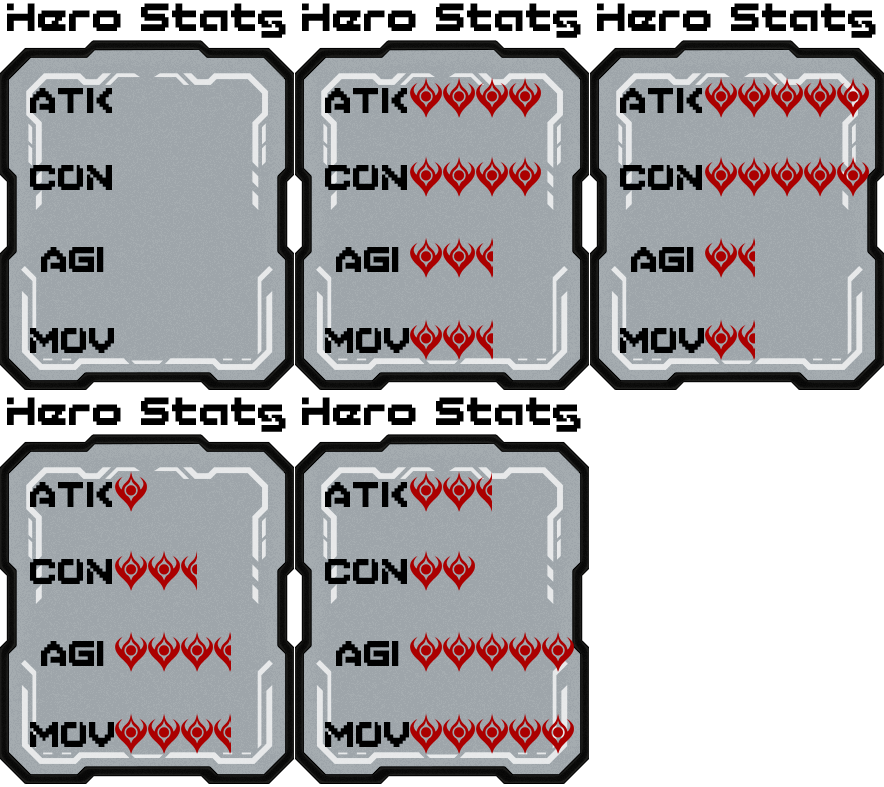 Hero Stats Hero Stats Hero Stats
ATK ATK ATK
CON CON CON
AGI AGI AGI
MOV MOV MOV
Hero Stats Hero Stats
ATK ATK
CON CON
AGI AGI
MOV MOV